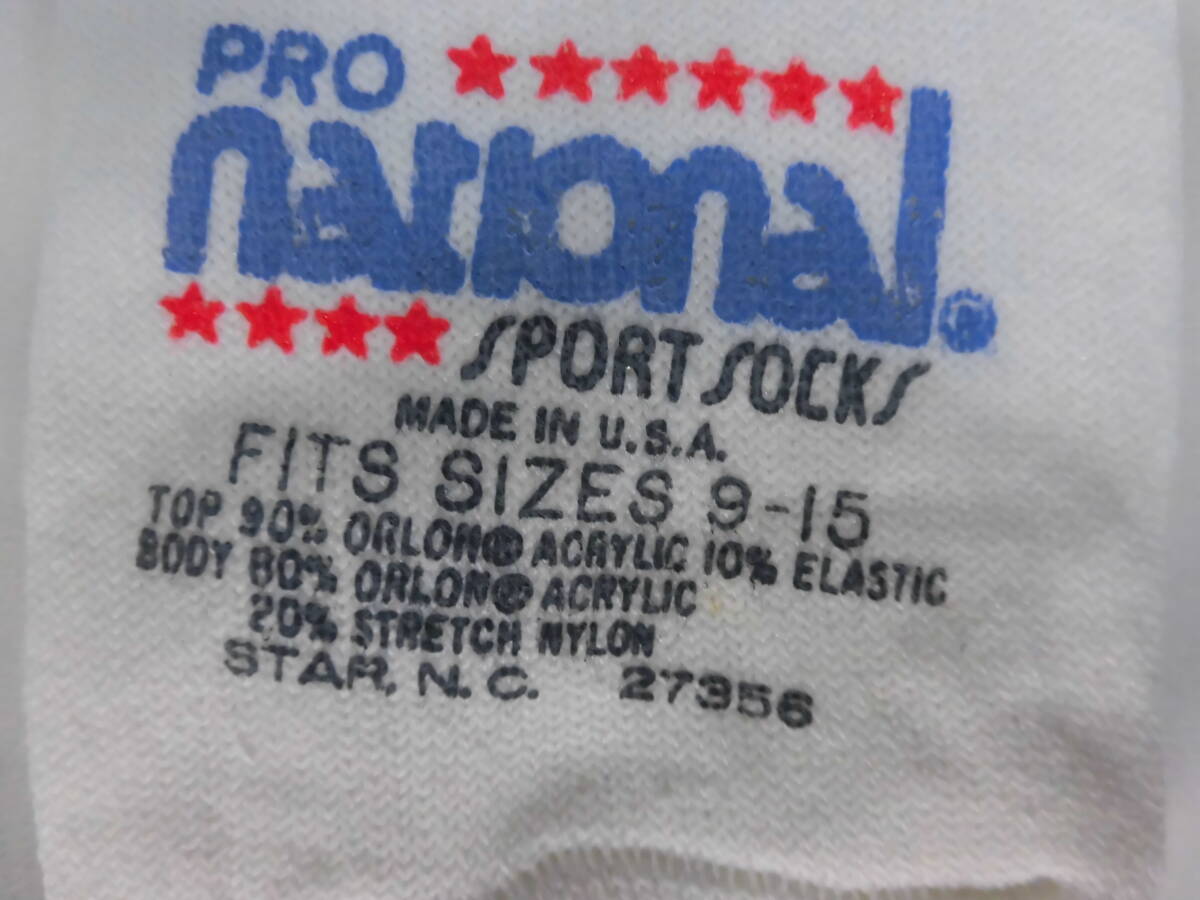 PRO
national®
SPORT SOCKS
MADE IN U.S.A.
FITS SIZES 9-15
TOP 90% ORLON® ACRYLIC 10% ELASTIC
BODY 80% ORLON® ACRYLIC
20% STRETCH NYLON
STAR, N.C. 27356